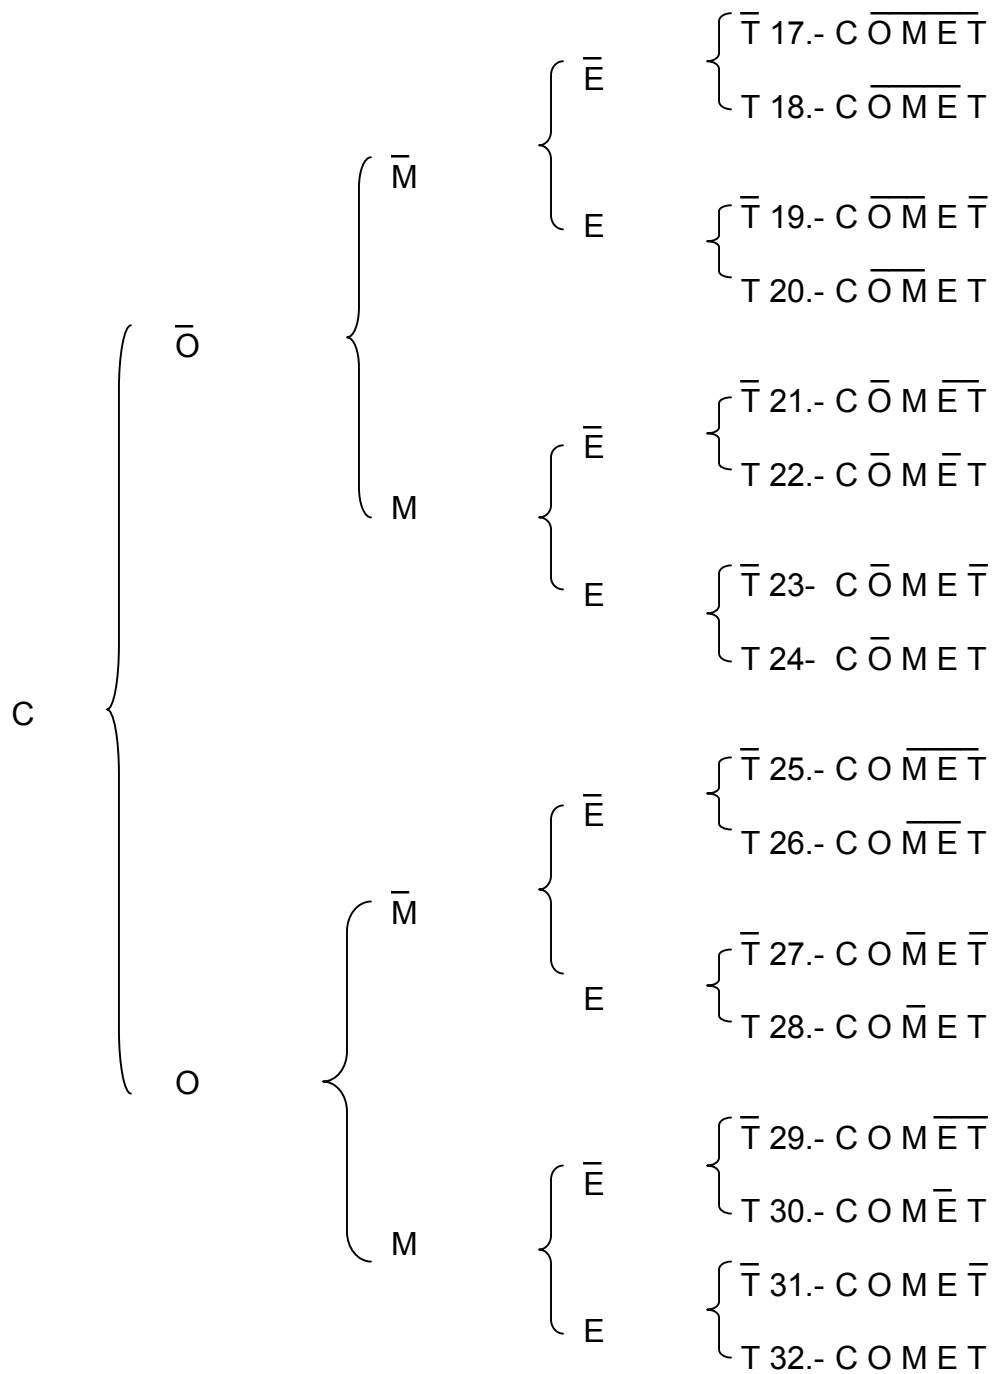 T̅ 17.- C O̅ M̅ E̅ T̅
E̅
T 18.- C O̅ M̅ E̅ T
M̅
T̅ 19.- C O̅ M̅ E T̅
E
T 20.- C O̅ M̅ E T
O̅
T̅ 21.- C O̅ M E̅ T̅
E̅
T 22.- C O̅ M E̅ T
M
T̅ 23- C O̅ M E T̅
E
T 24- C O̅ M E T
C
T̅ 25.- C O M̅ E̅ T̅
E̅
T 26.- C O M̅ E̅ T
M̅
T̅ 27.- C O M̅ E T̅
E
T 28.- C O M̅ E T
O
T̅ 29.- C O M E̅ T̅
E̅
T 30.- C O M E̅ T
M
T̅ 31.- C O M E T̅
E
T 32.- C O M E T